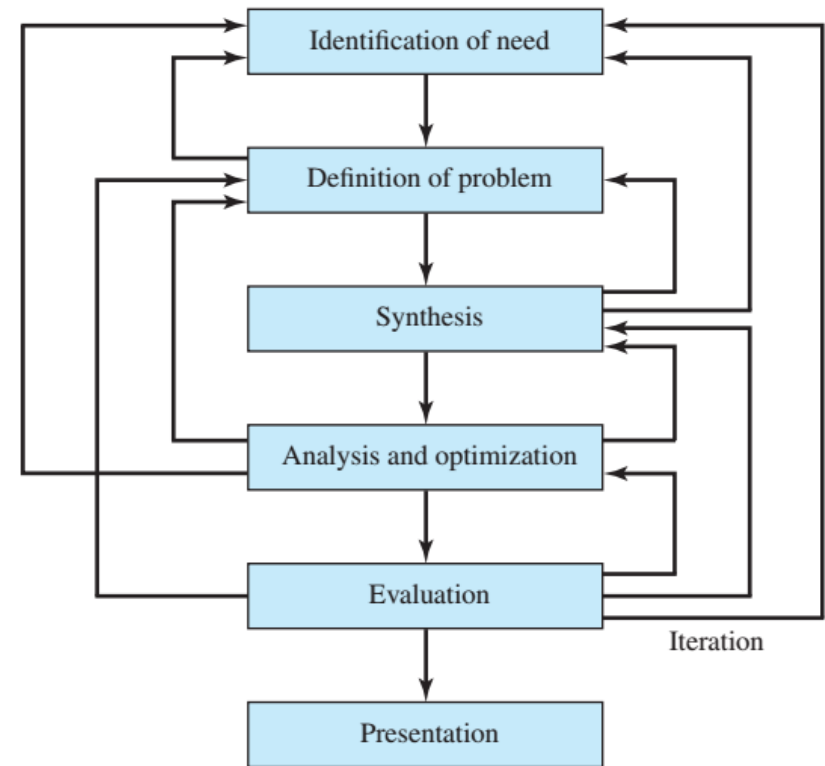 Identification of need
Definition of problem
Synthesis
Analysis and optimization
Evaluation
Iteration
Presentation